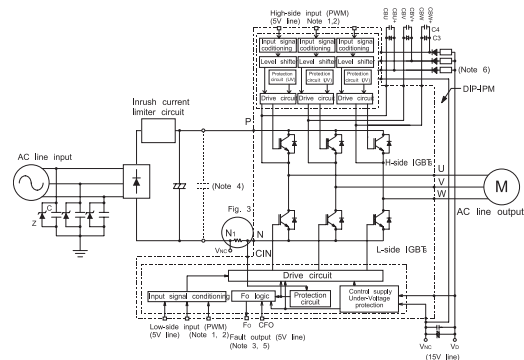 High-side input (PWM)
(5V line) Note 1,2)
CBU-
CBU+
CBV-
CBV+
CBW-
CBW+
C4
C3
Input signal coditioning
Input signal coditioning
Input signal coditioning
Level shifter
Level shifter
Level shifter
Protection circuit (UV)
Protection circuit (UV)
Protection circuit (UV)
Drive circuit
Drive circuit
Drive circuit
(Note 6)
DIP-IPM
Inrush current
limiter circuit
P
AC line input
H-side IGBTS
U
V
W
M
AC line output
(Note 4)
C
Z
Fig. 3
N1
VNC
N
CIN
L-side IGBTS
Drive circuit
Input signal conditioning
Fo logic
Protection circuit
Control supply
Under-Voltage
protection
Low-side input (PWM)
(5V line) (Note 1, 2)
FO
CFO
Fault output (5V line)
(Note 3, 5)
VNC
VD
(15V line)